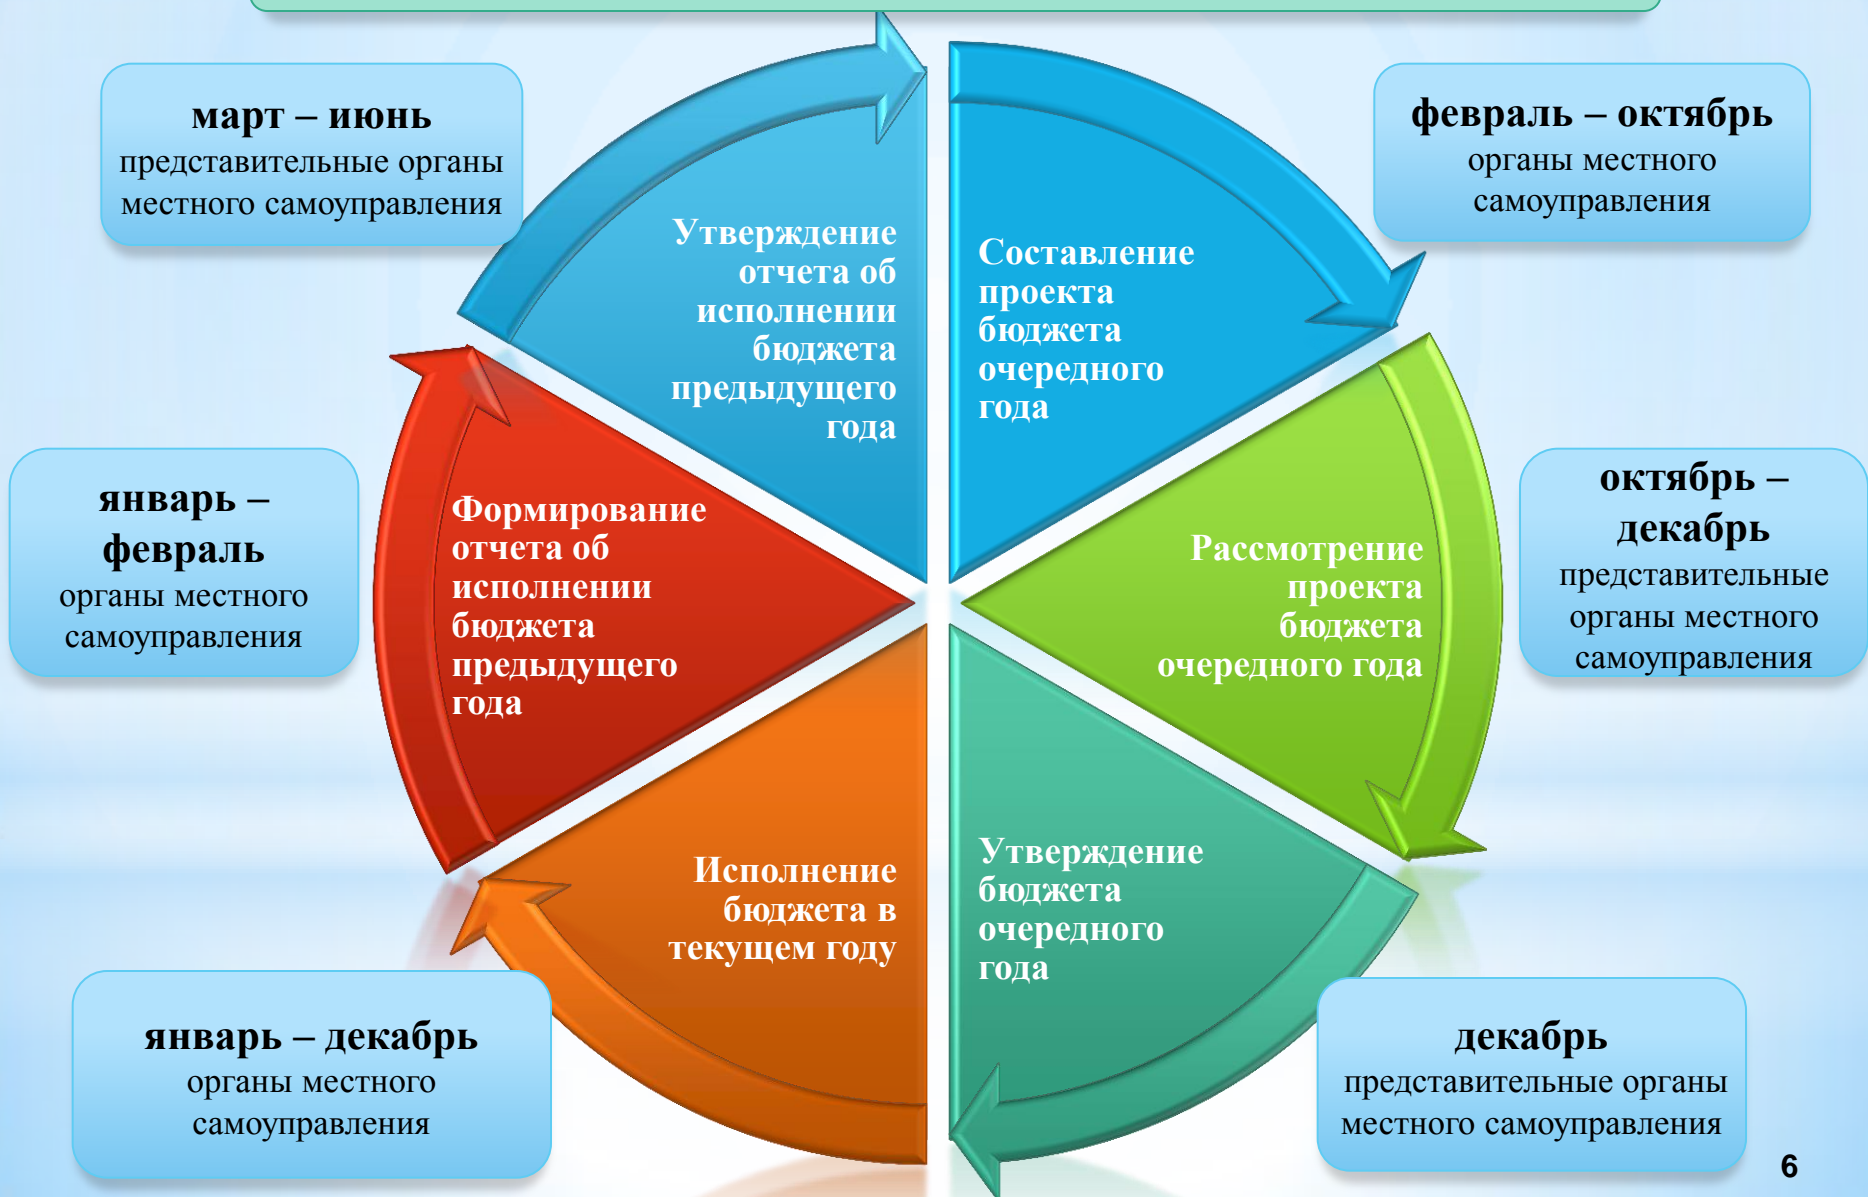 март – июнь
представительные органы
местного самоуправления
февраль – октябрь
органы местного
самоуправления
Утверждение
отчета об
исполнении
бюджета
предыдущего
года
Составление
проекта
бюджета
очередного
года
январь –
февраль
органы местного
самоуправления
Формирование
отчета об
исполнении
бюджета
предыдущего
года
Рассмотрение
проекта
бюджета
очередного года
октябрь –
декабрь
представительные
органы местного
самоуправления
Исполнение
бюджета в
текущем году
Утверждение
бюджета
очередного
года
январь – декабрь
органы местного
самоуправления
декабрь
представительные органы
местного самоуправления
6